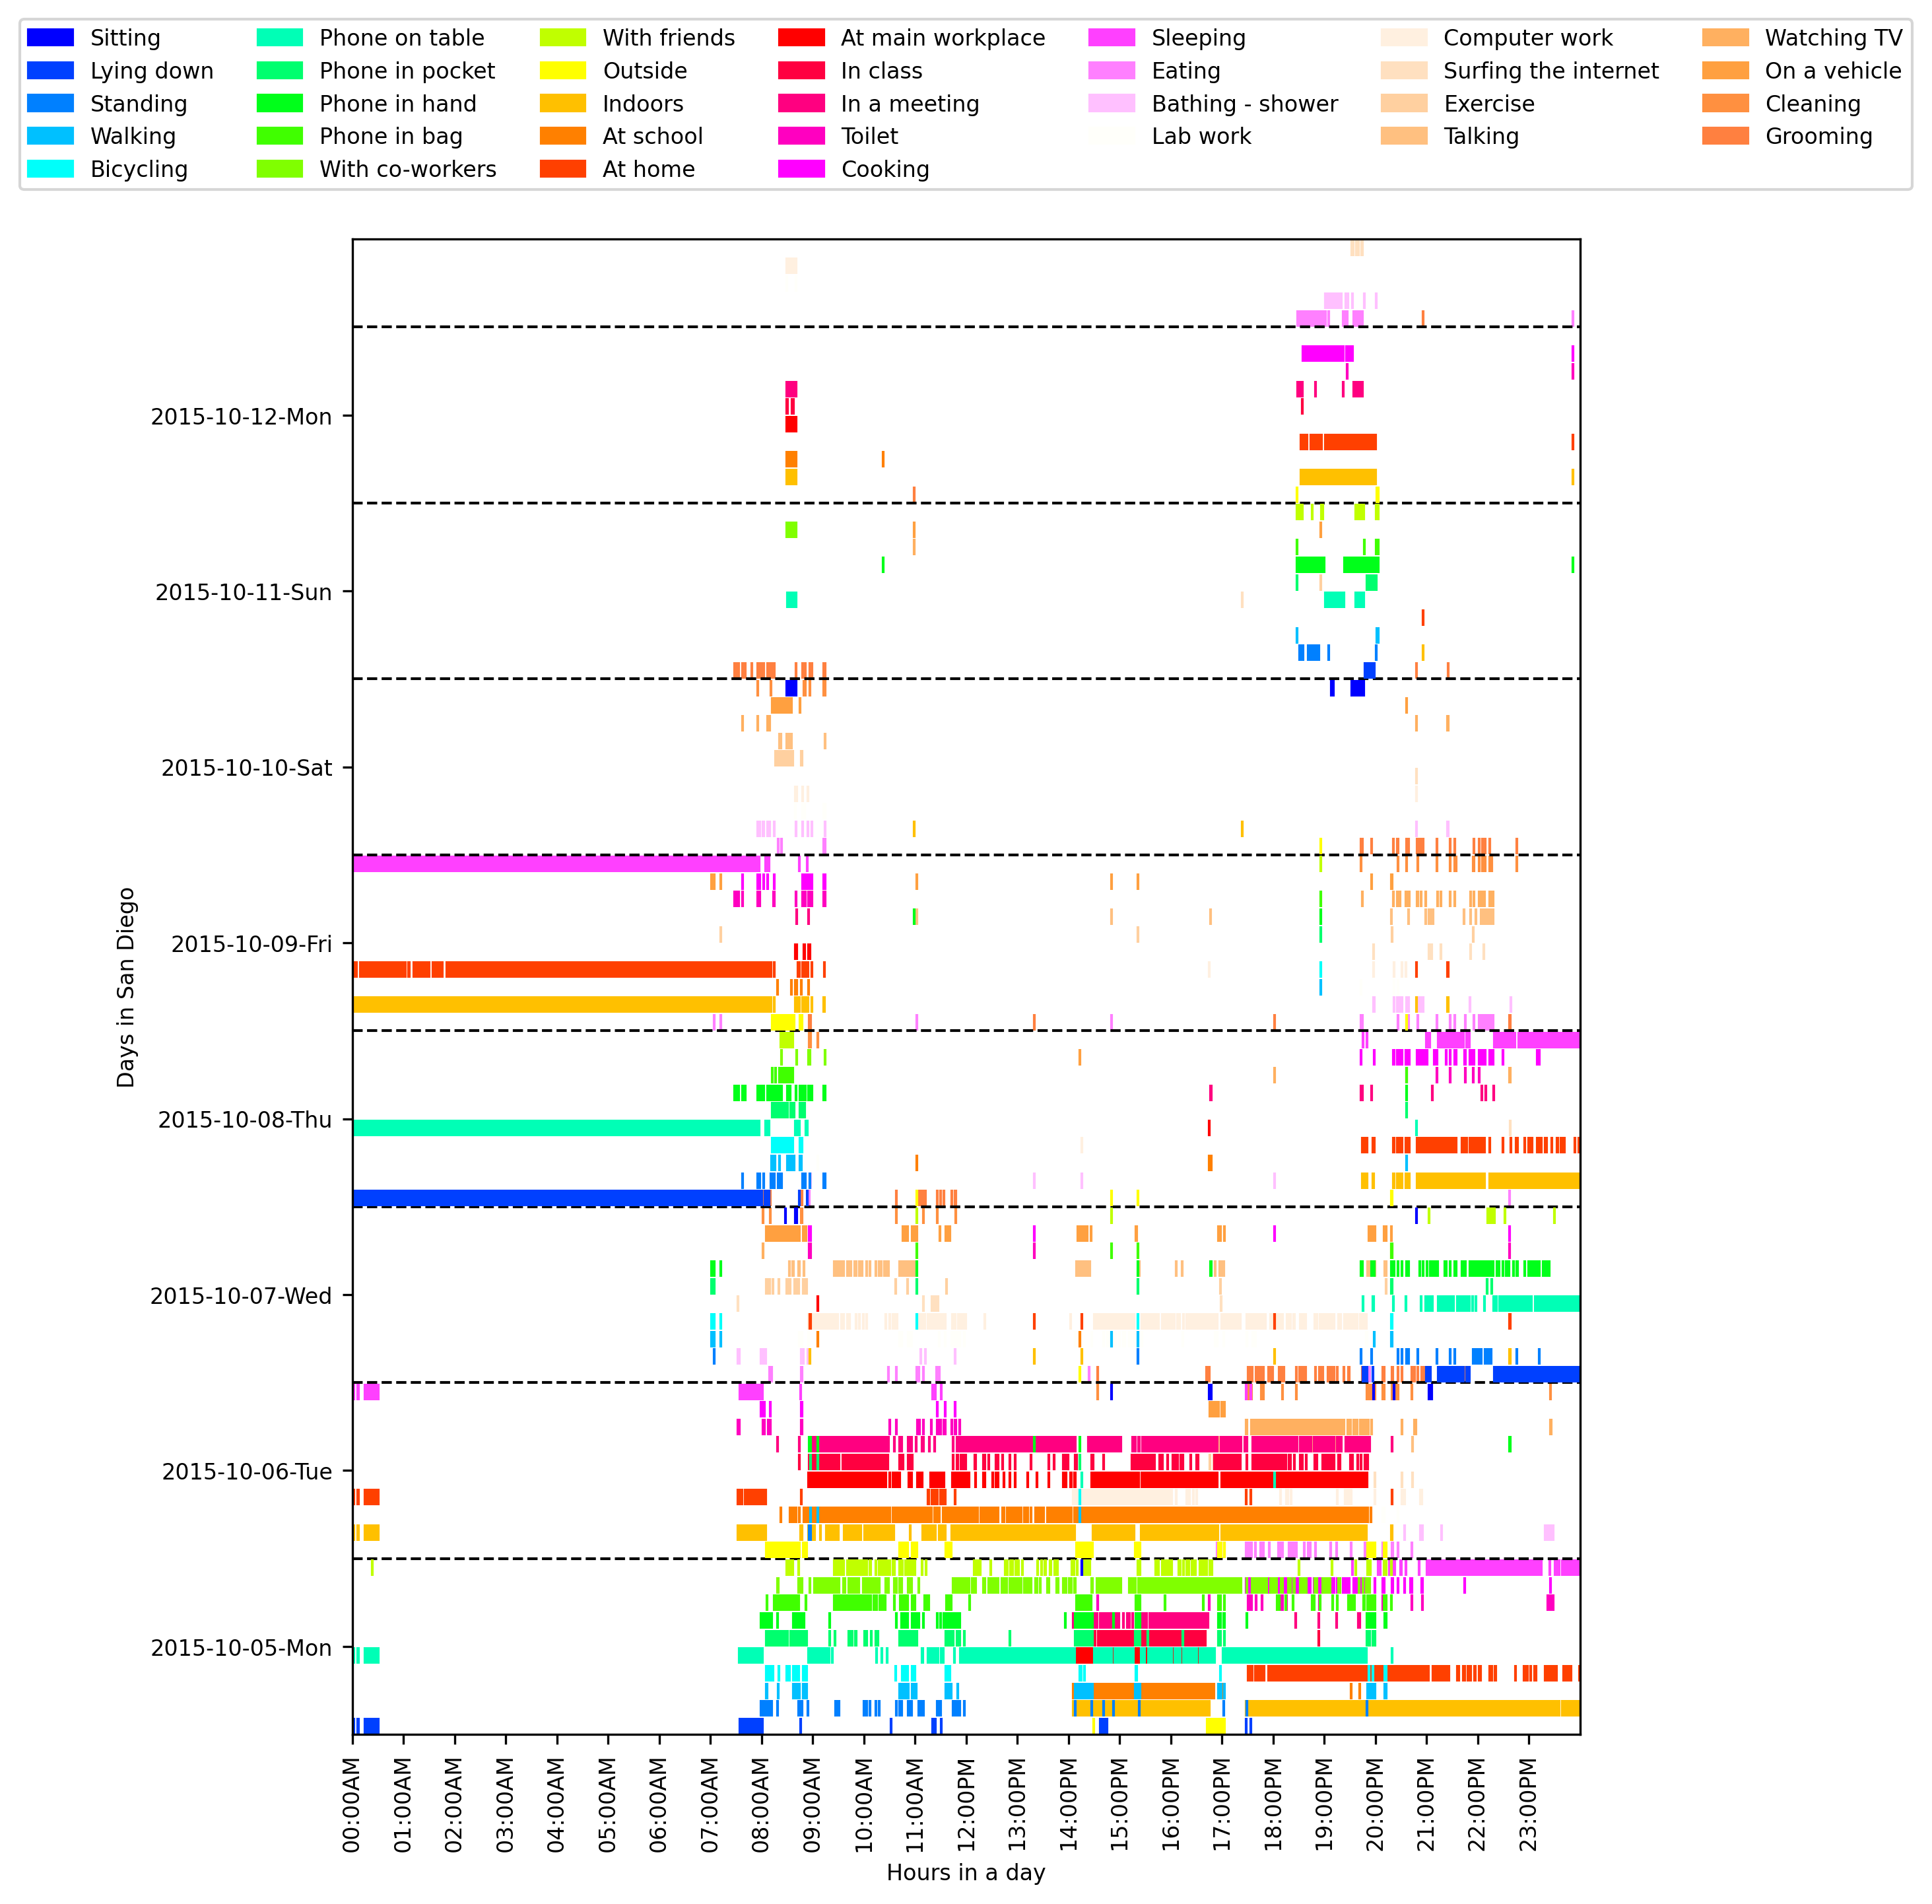 Sitting
Lying down
Standing
Walking
Bicycling
Phone on table
Phone in pocket
Phone in hand
Phone in bag
With co-workers
With friends
Outside
Indoors
At school
At home
At main workplace
In class
In a meeting
Toilet
Cooking
Sleeping
Eating
Bathing - shower
Lab work
Computer work
Surfing the internet
Exercise
Talking
Watching TV
On a vehicle
Cleaning
Grooming
Days in San Diego
2015-10-12-Mon
2015-10-11-Sun
2015-10-10-Sat
2015-10-09-Fri
2015-10-08-Thu
2015-10-07-Wed
2015-10-06-Tue
2015-10-05-Mon
00:00AM
01:00AM
02:00AM
03:00AM
04:00AM
05:00AM
06:00AM
07:00AM
08:00AM
09:00AM
10:00AM
11:00AM
12:00PM
13:00PM
14:00PM
15:00PM
16:00PM
17:00PM
18:00PM
19:00PM
20:00PM
21:00PM
22:00PM
23:00PM
Hours in a day